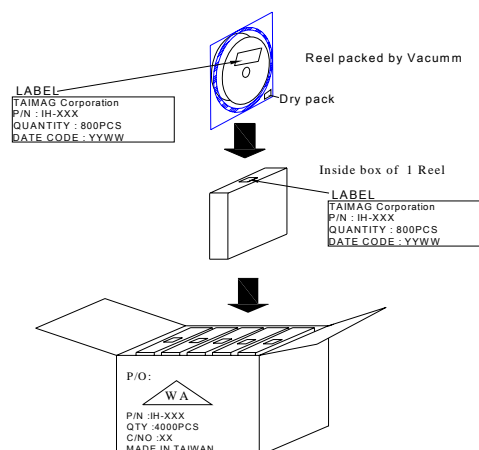 Reel packed by Vacumm
LABEL
TAIMAG Corporation
P/N : IH-XXX
QUANTITY : 800PCS
DATE CODE : YYWW
Dry pack
Inside box of 1 Reel
LABEL
TAIMAG Corporation
P/N : IH-XXX
QUANTITY : 800PCS
DATE CODE : YYWW
P/O:
WA
P/N :IH-XXX
QTY :4000PCS
C/NO :XX
MADE IN TAIWAN